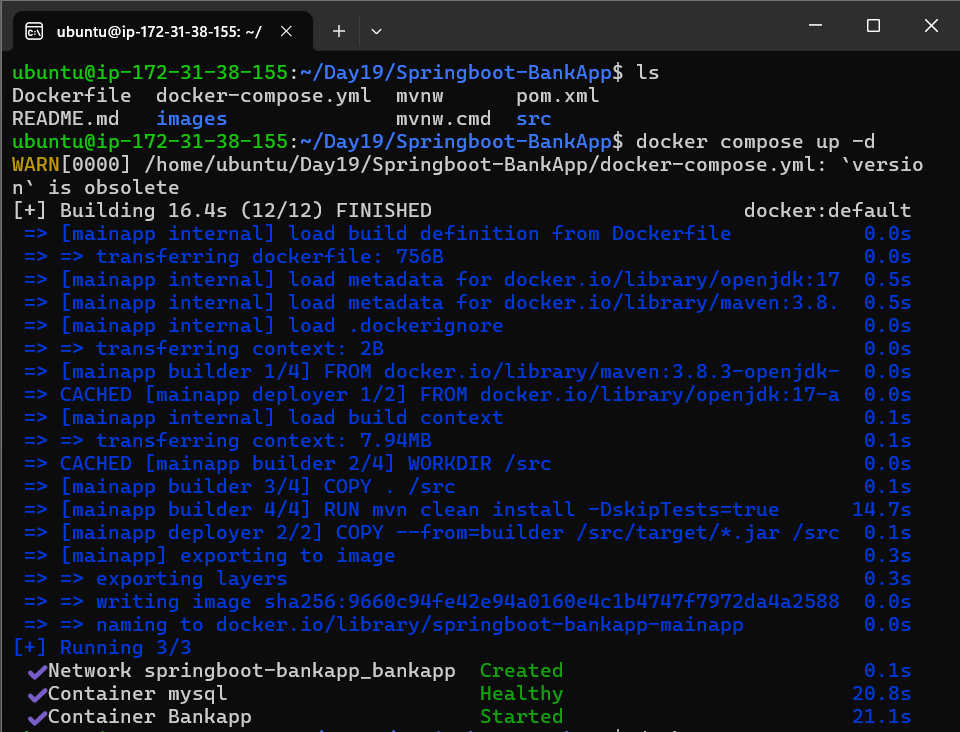 ubuntu@ip-172-31-38-155: ~/
ubuntu@ip-172-31-38-155:~/Day19/Springboot-BankApp$ ls
Dockerfile docker-compose.yml mvnw pom.xml
README.md images mvnw.cmd src
ubuntu@ip-172-31-38-155:~/Day19/Springboot-BankApp$ docker compose up -d
WARN[0000] /home/ubuntu/Day19/Springboot-BankApp/docker-compose.yml: `versio
n` is obsolete
[+] Building 16.4s (12/12) FINISHED docker:default
=> [mainapp internal] load build definition from Dockerfile 0.0s
=> => transferring dockerfile: 756B 0.0s
=> [mainapp internal] load metadata for docker.io/library/openjdk:17 0.5s
=> [mainapp internal] load metadata for docker.io/library/maven:3.8. 0.5s
=> [mainapp internal] load .dockerignore 0.0s
=> => transferring context: 2B 0.0s
=> [mainapp builder 1/4] FROM docker.io/library/maven:3.8.3-openjdk- 0.0s
=> CACHED [mainapp deployer 1/2] FROM docker.io/library/openjdk:17-a 0.0s
=> [mainapp internal] load build context 0.1s
=> => transferring context: 7.94MB 0.1s
=> CACHED [mainapp builder 2/4] WORKDIR /src 0.0s
=> [mainapp builder 3/4] COPY . /src 0.1s
=> [mainapp builder 4/4] RUN mvn clean install -DskipTests=true 14.7s
=> [mainapp deployer 2/2] COPY --from=builder /src/target/*.jar /src 0.1s
=> [mainapp] exporting to image 0.3s
=> => exporting layers 0.3s
=> => writing image sha256:9660c94fe42e94a0160e4c1b4747f7972da4a2588 0.0s
=> => naming to docker.io/library/springboot-bankapp-mainapp 0.0s
[+] Running 3/3
✔Network springboot-bankapp_bankapp Created 0.1s
✔Container mysql Healthy 20.8s
✔Container Bankapp Started 21.1s